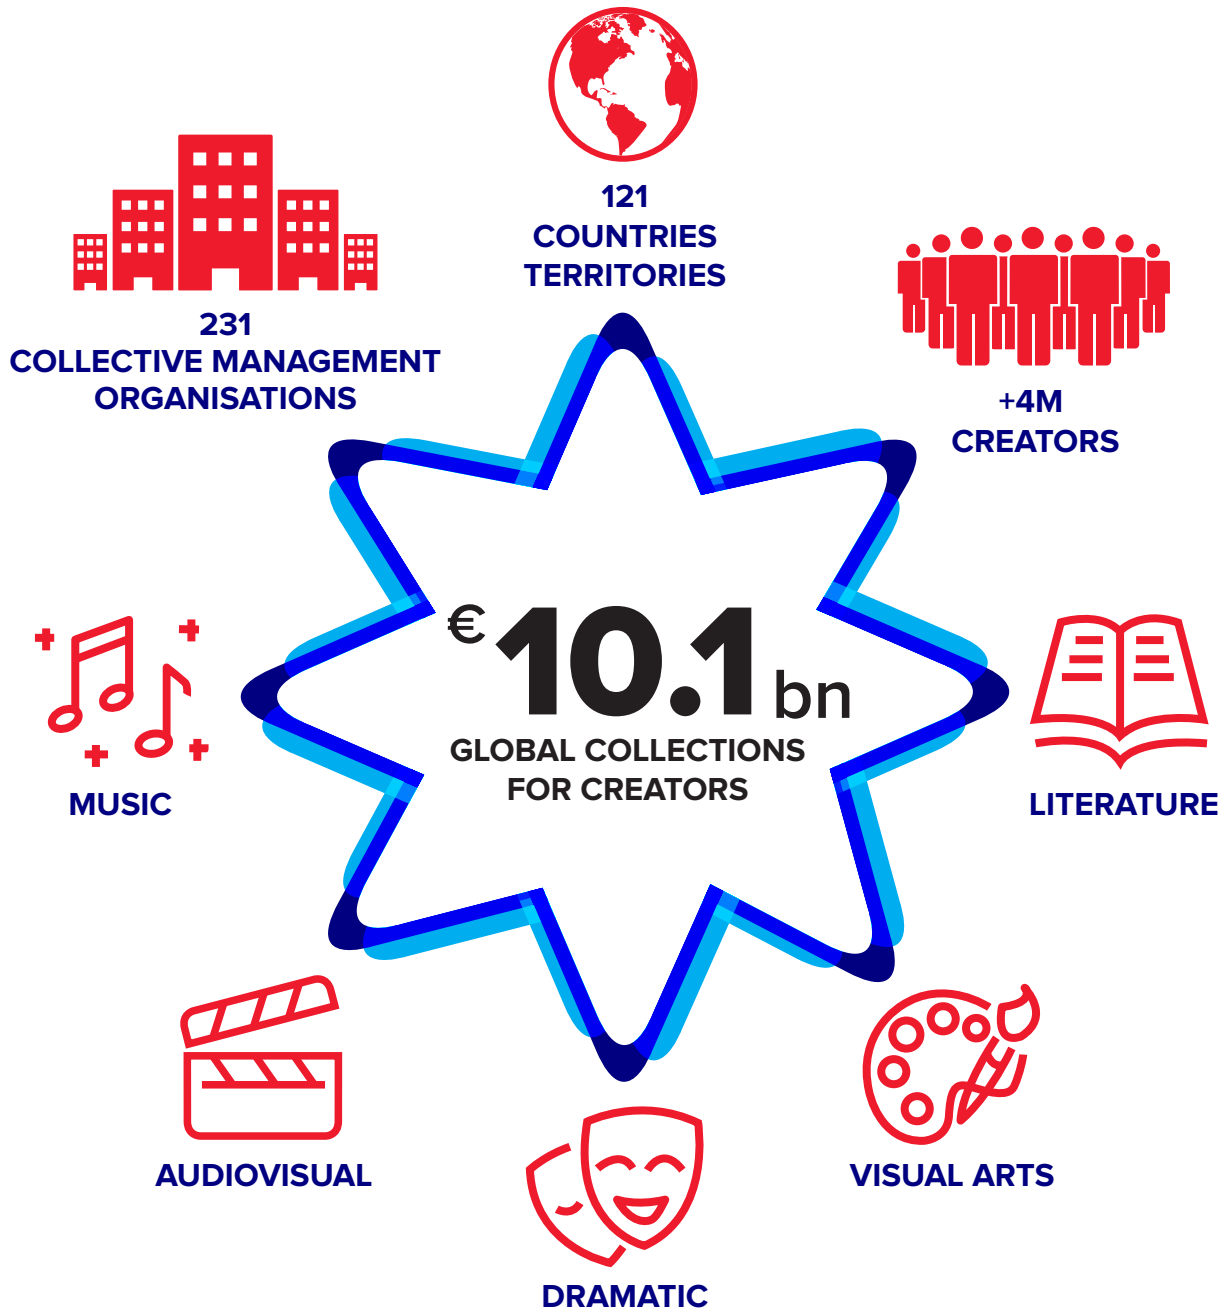 121
COUNTRIES
TERRITORIES
231
COLLECTIVE MANAGEMENT
ORGANISATIONS
+4M
CREATORS
€10.1bn
GLOBAL COLLECTIONS
FOR CREATORS
MUSIC
LITERATURE
AUDIOVISUAL
VISUAL ARTS
DRAMATIC